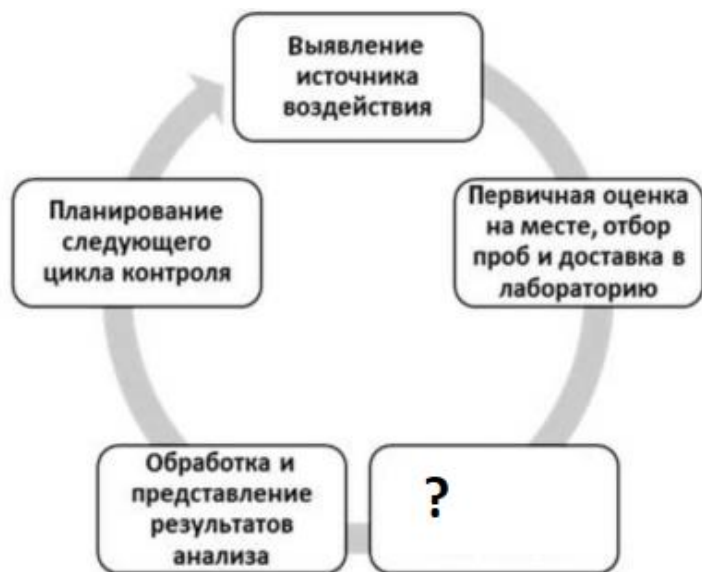 Выявление
источника
воздействия
Первичная оценка
на месте, отбор
проб и доставка в
лабораторию
?
Обработка и
представление
результатов
анализа
Планирование
следующего
цикла контроля